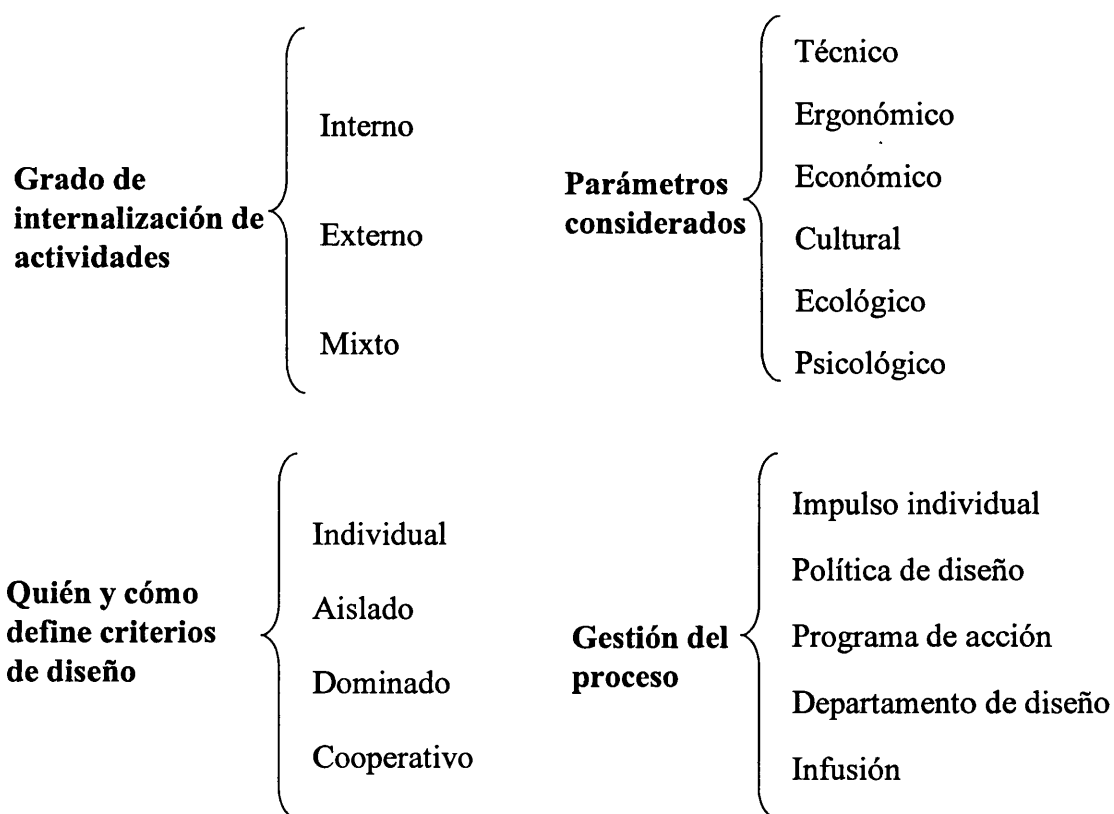 Grado de
internalización de
actividades
Interno
Externo
Mixto
Parámetros
considerados
Técnico
Ergonómico
Económico
Cultural
Ecológico
Psicológico
Quién y cómo
define criterios
de diseño
Individual
Aislado
Dominado
Cooperativo
Gestión del
proceso
Impulso individual
Política de diseño
Programa de acción
Departamento de diseño
Infusión